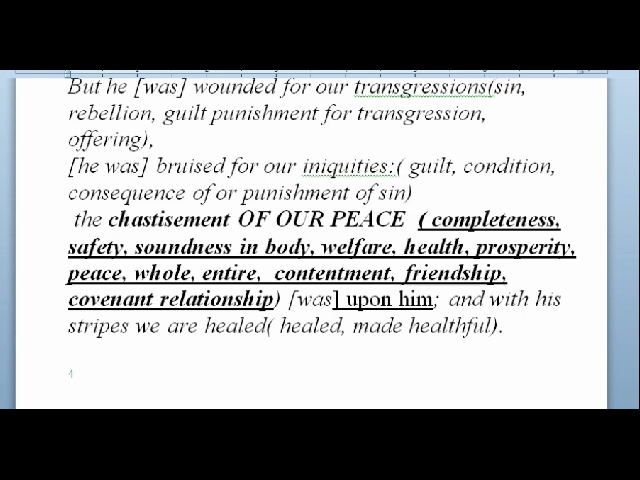 But he [was] wounded for our transgressions(sin,
rebellion, guilt punishment for transgression,
offering),
[he was] bruised for our iniquities:( guilt, condition,
consequence of or punishment of sin)
the chastisement OF OUR PEACE ( completeness,
safety, soundness in body, welfare, health, prosperity,
peace, whole, entire, contentment, friendship,
covenant relationship) [was] upon him; and with his
stripes we are healed( healed, made healthful).
4